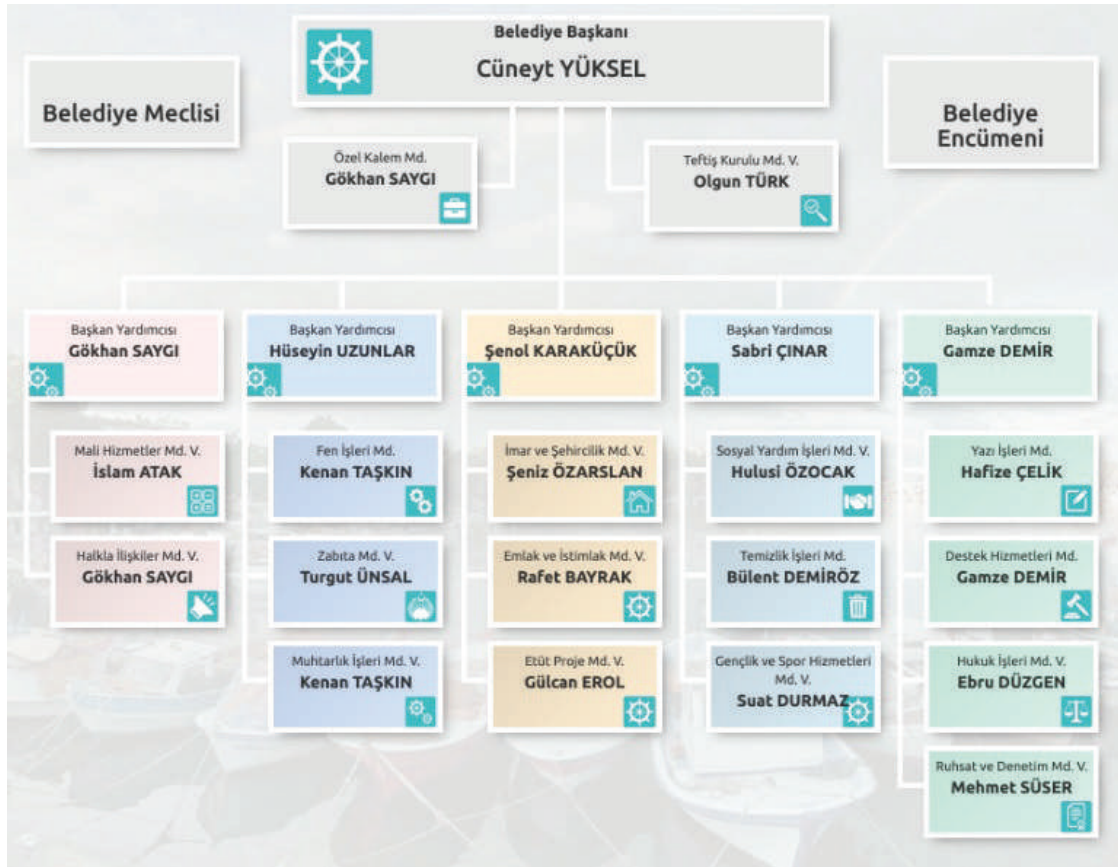 Belediye Başkanı
Cüneyt YÜKSEL
Belediye Meclisi
Belediye
Encümeni
Özel Kalem Md.
Gökhan SAYGI
Teftiş Kurulu Md. V.
Olgun TÜRK
Başkan Yardımcısı
Gökhan SAYGI
Başkan Yardımcısı
Hüseyin UZUNLAR
Başkan Yardımcısı
Şenol KARAKÜÇÜK
Başkan Yardımcısı
Sabri ÇINAR
Başkan Yardımcısı
Gamze DEMİR
Mali Hizmetler Md. V.
İslam ATAK
Fen İşleri Md.
Kenan TAŞKIN
İmar ve Şehircilik Md. V.
Şeniz ÖZARSLAN
Sosyal Yardım İşleri Md. V.
Hulusi ÖZOCAK
Yazı İşleri Md.
Hafize ÇELİK
Halkla İlişkiler Md. V.
Gökhan SAYGI
Zabıta Md. V.
Turgut ÜNSAL
Emlak ve İstimlak Md. V.
Rafet BAYRAK
Temizlik İşleri Md.
Bülent DEMİRÖZ
Destek Hizmetleri Md.
Gamze DEMİR
Muhtarlık İşleri Md. V.
Kenan TAŞKIN
Etüt Proje Md. V.
Gülcan EROL
Gençlik ve Spor Hizmetleri
Md. V.
Suat DURMAZ
Hukuk İşleri Md. V.
Ebru DÜZGEN
Ruhsat ve Denetim Md. V.
Mehmet SÜSER